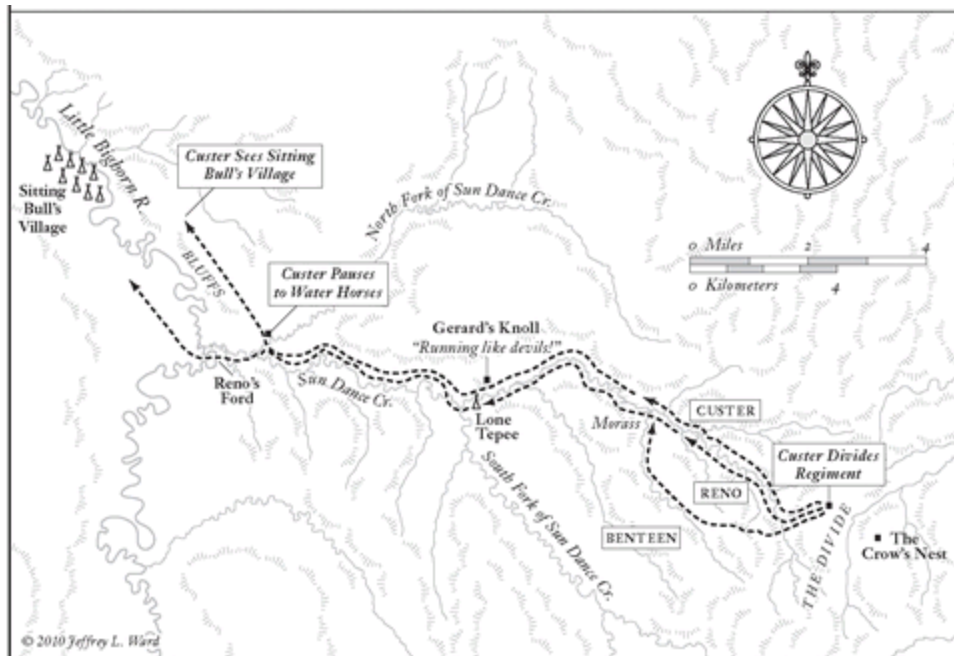 Little Bighorn R.
Custer Sees Sitting
Bull's Village
Sitting
Bull's
Village
North Fork of Sun Dance Cr.
BLUFFS
Custer Pauses
to Water Horses
0 Miles 2 4
0 Kilometers 4
Gerard's Knoll
"Running like devils!"
Reno's
Ford
Sun Dance Cr.
Lone
Tepee
Morass
CUSTER
Custer Divides
Regiment
South Fork of Sun Dance Cr.
RENO
BENTEEN
THE DIVIDE
The
Crow's Nest
© 2010 Jeffrey L. Ward